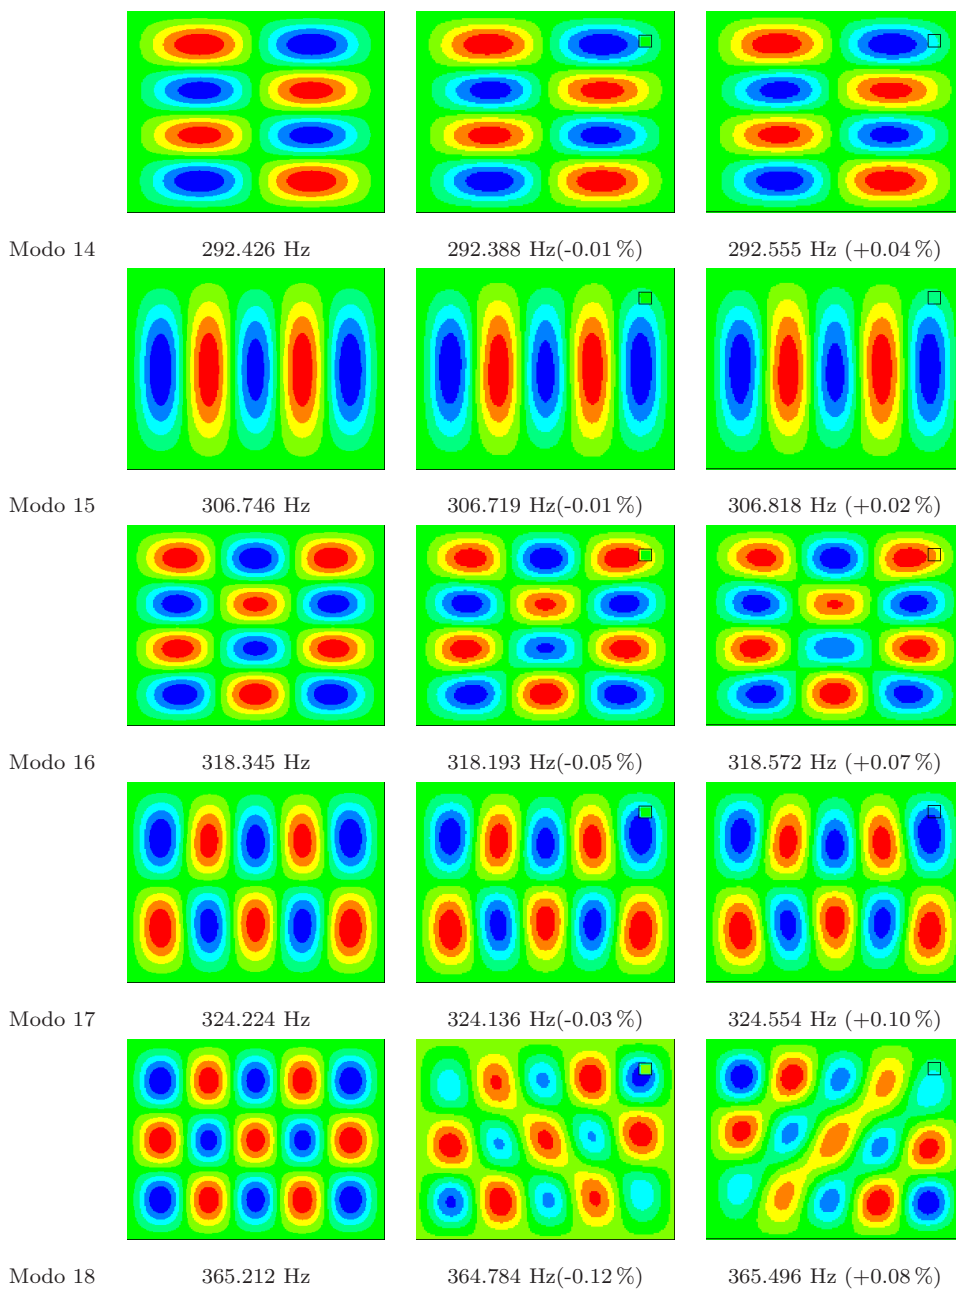 Modo 14 292.426 Hz 292.388 Hz(-0.01 %) 292.555 Hz (+0.04 %)
Modo 15 306.746 Hz 306.719 Hz(-0.01 %) 306.818 Hz (+0.02 %)
Modo 16 318.345 Hz 318.193 Hz(-0.05 %) 318.572 Hz (+0.07 %)
Modo 17 324.224 Hz 324.136 Hz(-0.03 %) 324.554 Hz (+0.10 %)
Modo 18 365.212 Hz 364.784 Hz(-0.12 %) 365.496 Hz (+0.08 %)